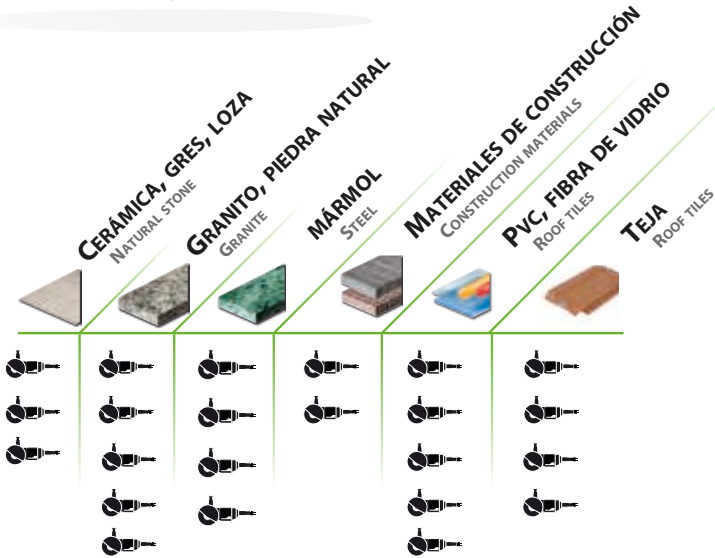 CERÁMICA, GRES, LOZA
NATURAL STONE
GRANITO, PIEDRA NATURAL
GRANITE
MÁRMOL
STEEL
MATERIALES DE CONSTRUCCIÓN
CONSTRUCTION MATERIALS
PVC, FIBRA DE VIDRIO
ROOF TILES
TEJA
ROOF TILES